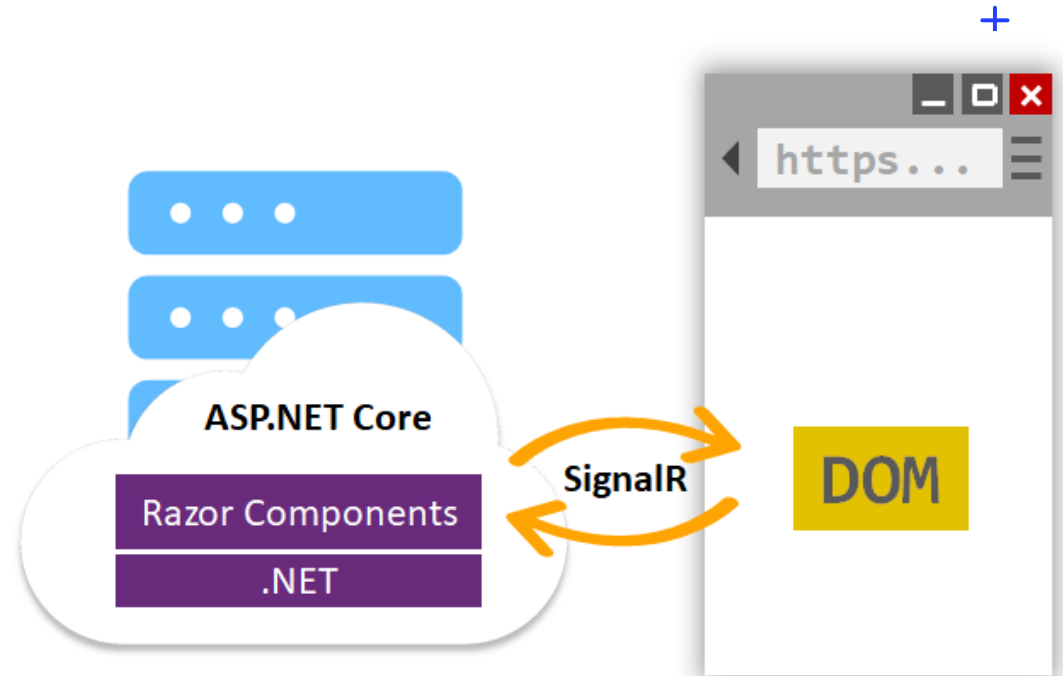 https...
ASP.NET Core
SignalR
DOM
Razor Components
.NET